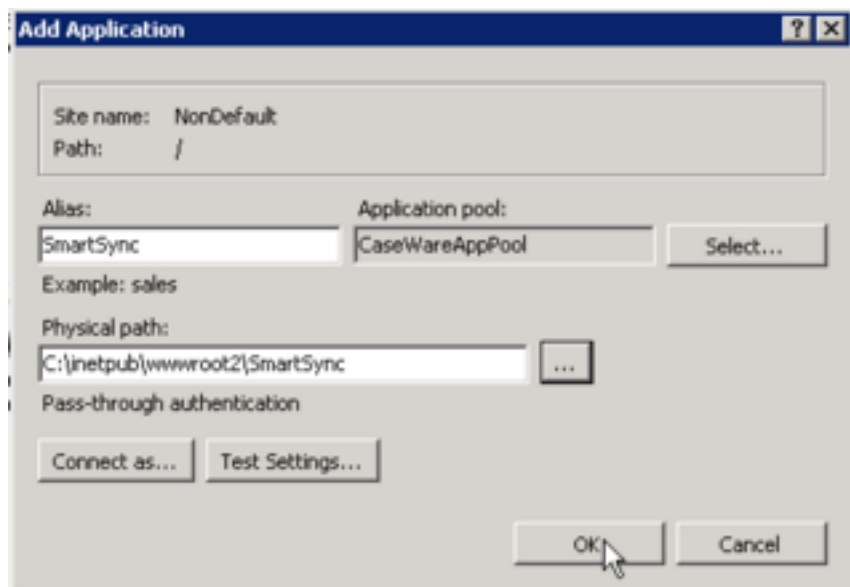 Add Application
Site name: NonDefault
Path: /
Alias: Application pool:
SmartSync CaseWareAppPool Select...
Example: sales
Physical path:
C:\inetpub\wwwroot2\SmartSync ...
Pass-through authentication
Connect as... Test Settings...
OK Cancel